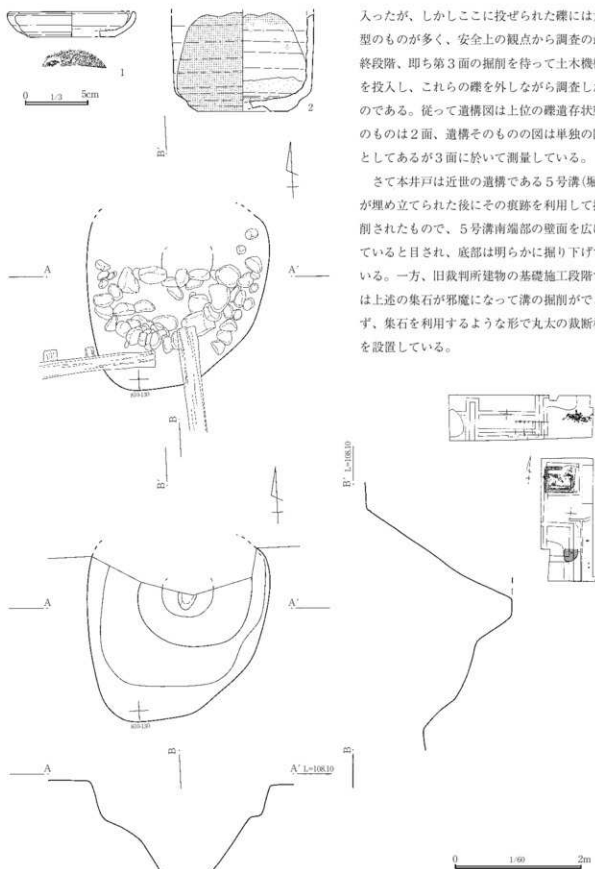 入ったが、しかしここに投ぜられた礫には
型のものが多く、安全上の観点から調査の
終段階、即ち第3面の掘削を待って土木機
を投入し、これらの礫を外しながら調査し
のである。従って遺構図は上位の礫遺存状
のものは2面、遺構そのものの図は単独の
としてあるが3面に於いて測量している。
さて本井戸は近世の遺構である5号溝(堀
が埋め立てられた後にその痕跡を利用して
削されたもので、5号溝南端部の壁面を広
ていると目され、底部は明らかに掘り下げ
いる。一方、旧裁判所建物の基礎施工段階
は上述の集石が邪魔になって溝の掘削がで
ず、集石を利用するような形で丸太の裁断
を設置している。
1
2
0 1/3 5cm
B′
A A′
B
B′
B′ L=108.10
A A′
B
B
A A′ L=108.10
0 1/60 2m